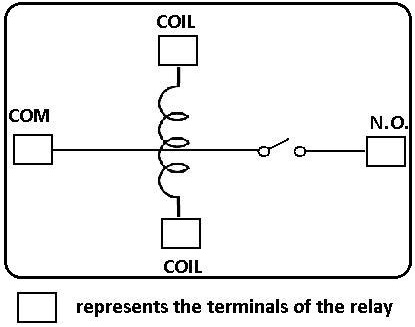 COIL
COM
N.O.
COIL
represents the terminals of the relay